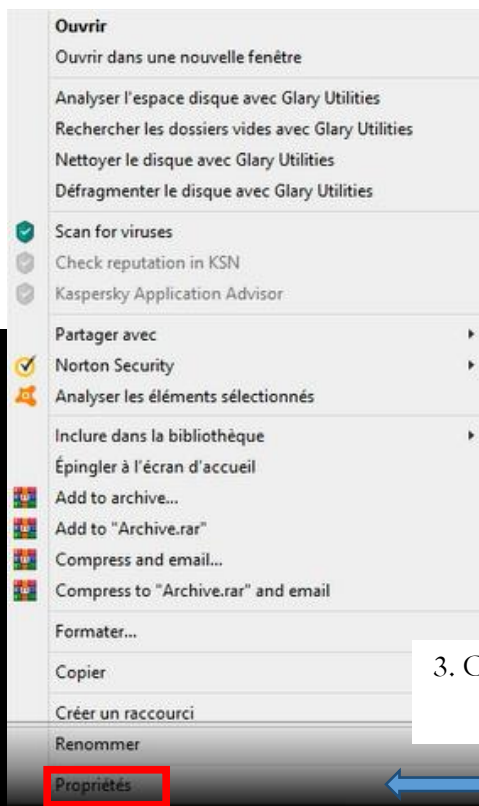 Ouvrir
Ouvrir dans une nouvelle fenêtre
Analyser l'espace disque avec Glary Utilities
Rechercher les dossiers vides avec Glary Utilities
Nettoyer le disque avec Glary Utilities
Défragmenter le disque avec Glary Utilities
Scan for viruses
Check reputation in KSN
Kaspersky Application Advisor
Partager avec
Norton Security
Analyser les éléments sélectionnés
Inclure dans la bibliothèque
Épingler à l'écran d'accueil
Add to archive...
Add to "Archive.rar"
Compress and email...
Compress to "Archive.rar" and email
Formater...
Copier
3. C
Créer un raccourci
Renommer
Propriétés